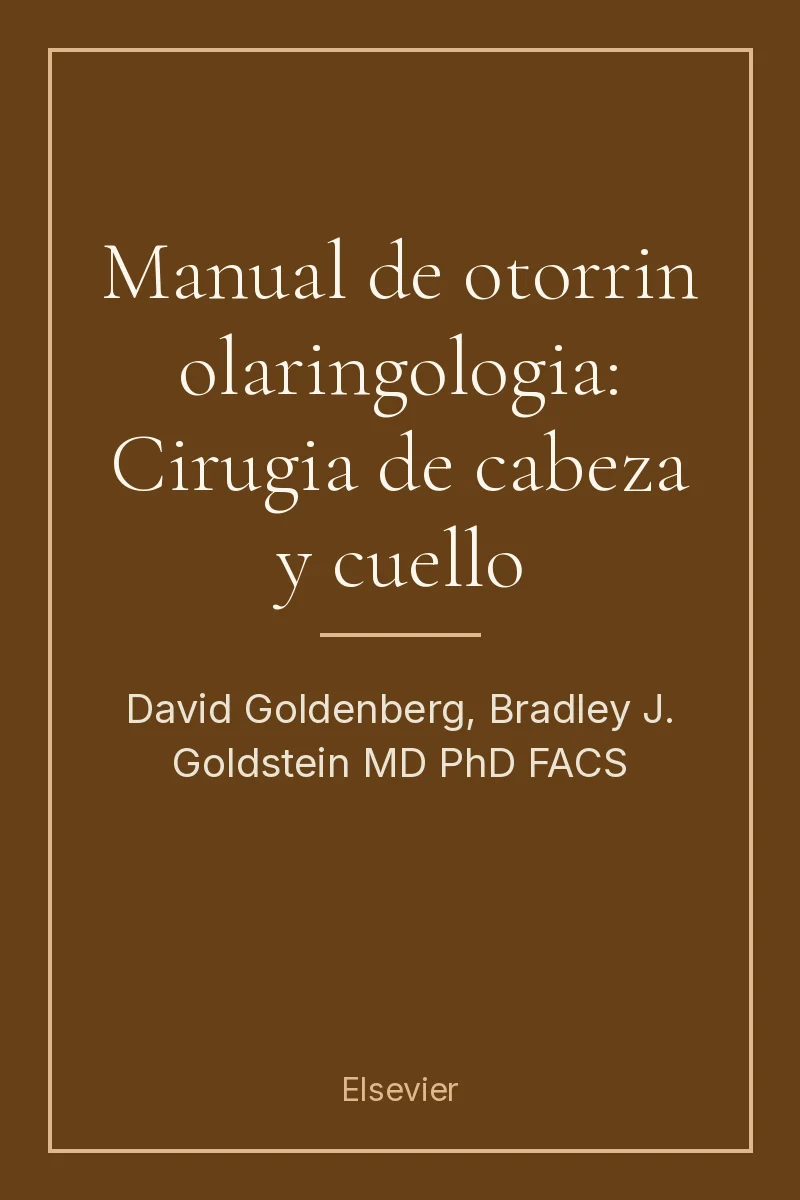 Manual de otorrin
olaringologia:
Cirugia de cabeza
y cuello
David Goldenberg, Bradley J.
Goldstein MD PhD FACS
Elsevier